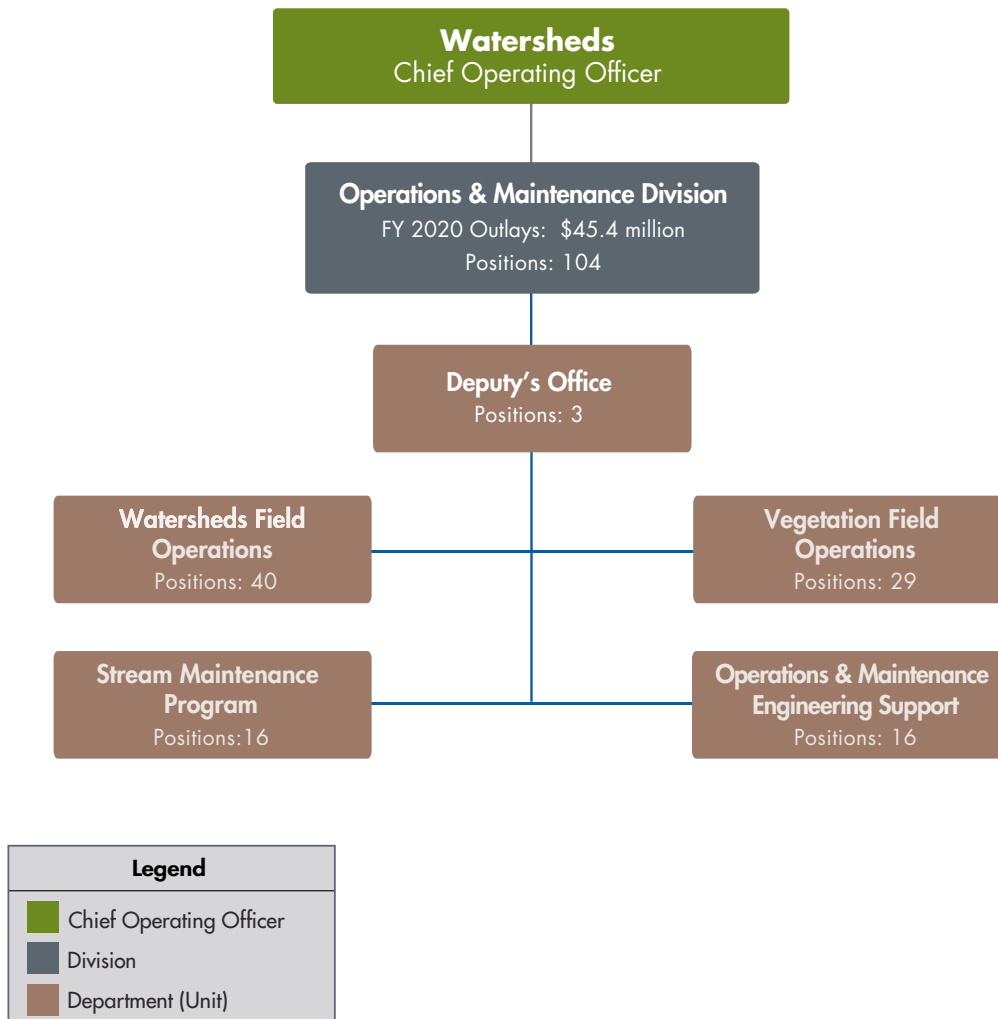 Watersheds
Chief Operating Officer
Operations & Maintenance Division
FY 2020 Outlays: $45.4 million
Positions: 104
Deputy’s Office
Positions: 3
Watersheds Field
Operations
Positions: 40
Vegetation Field
Operations
Positions: 29
Stream Maintenance
Program
Positions:16
Operations & Maintenance
Engineering Support
Positions: 16
Legend
Chief Operating Officer
Division
Department (Unit)